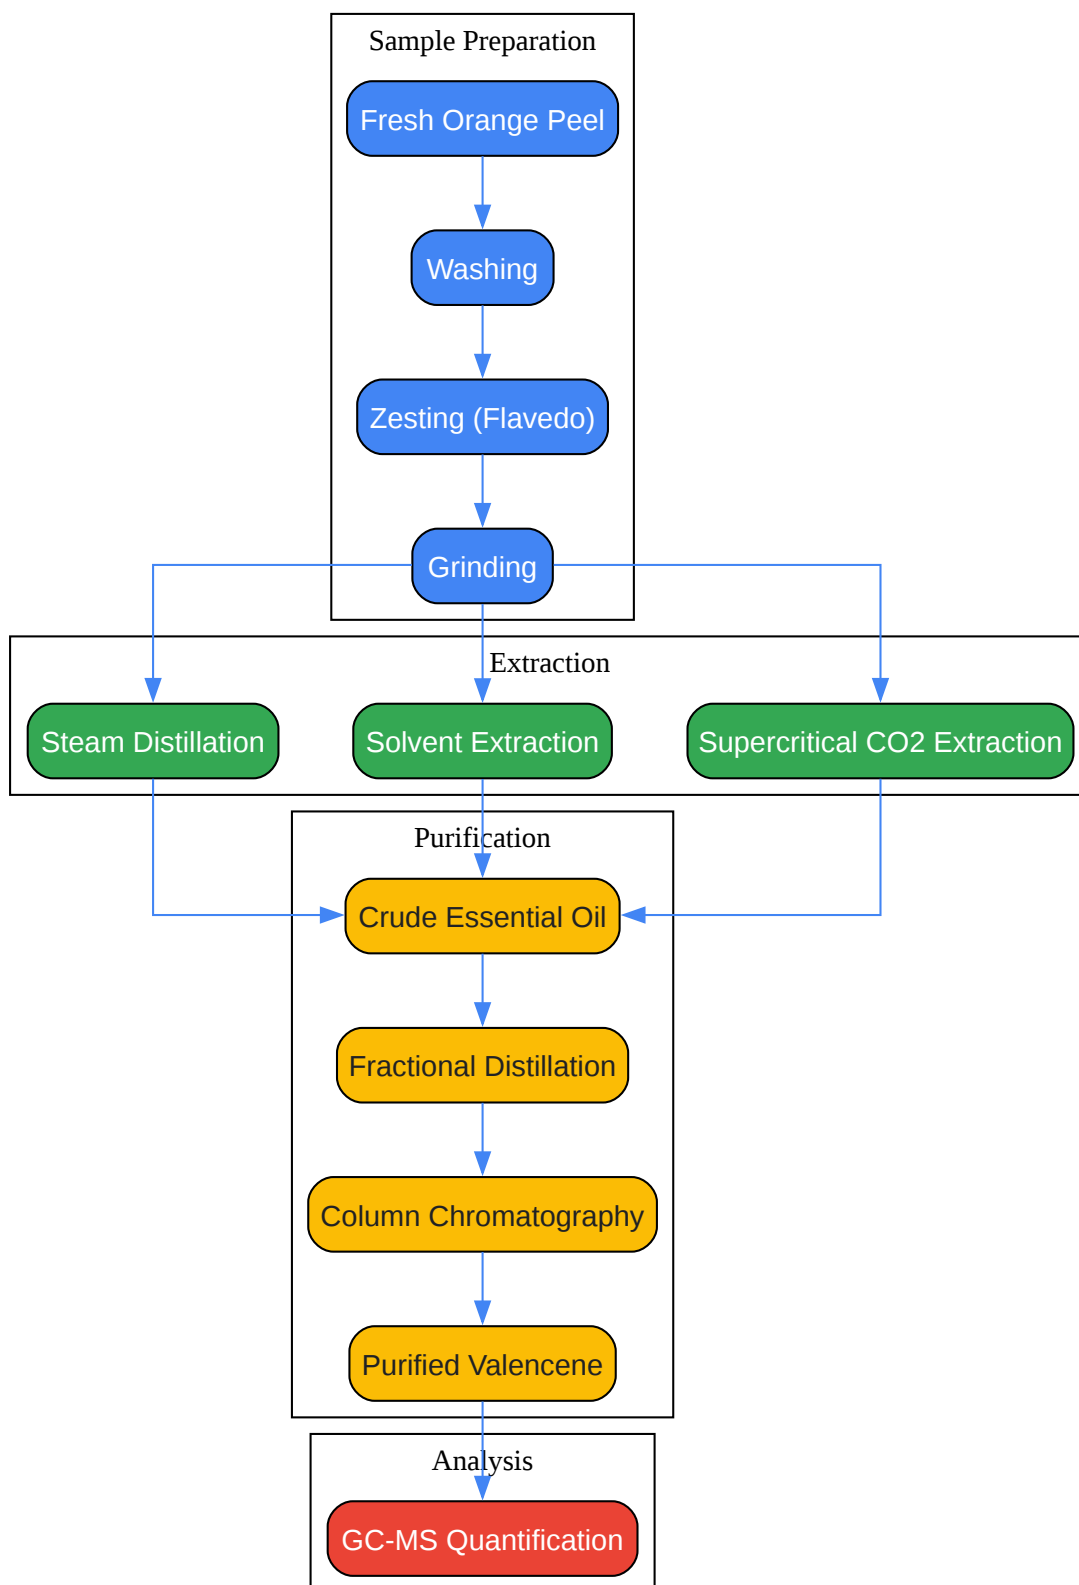 Sample Preparation
Fresh Orange Peel
Washing
Zesting (Flavedo)
Grinding
Extraction
Steam Distillation
Solvent Extraction
Supercritical CO2 Extraction
Purification
Crude Essential Oil
Fractional Distillation
Column Chromatography
Purified Valencene
Analysis
GC-MS Quantification